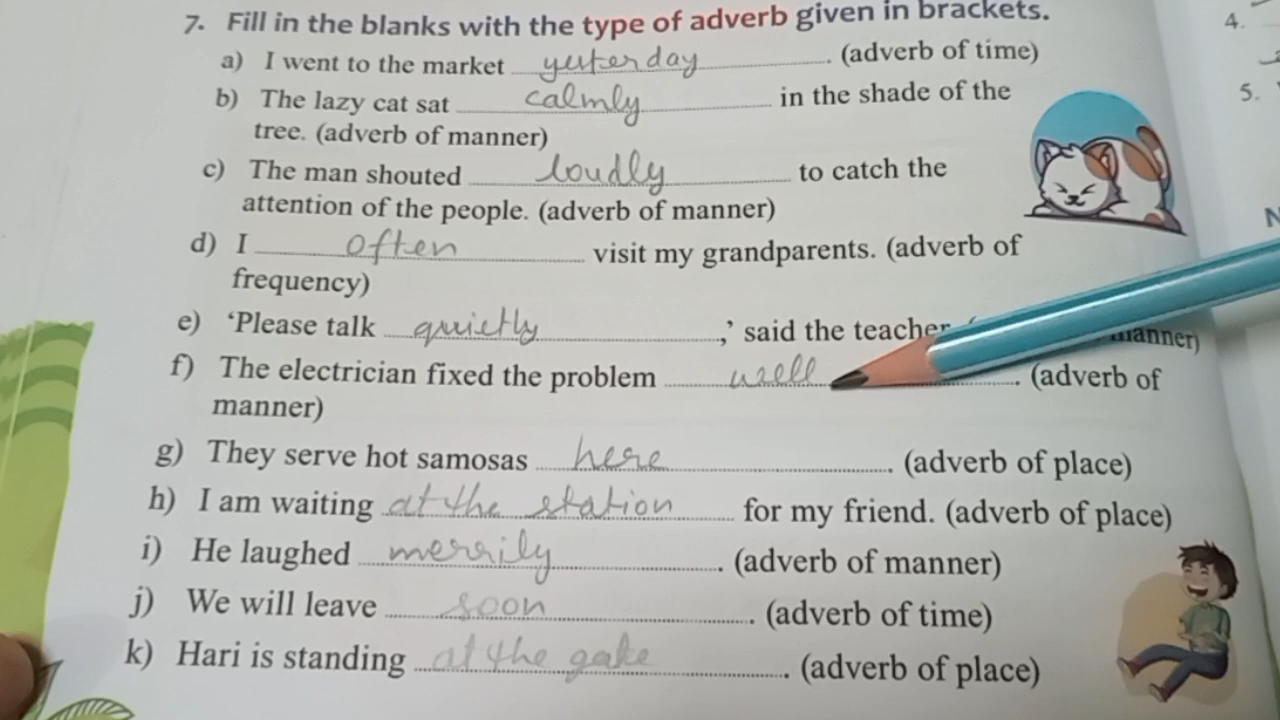 7. Fill in the blanks with the type of adverb given in brackets.
a) I went to the market yesterday. (adverb of time)
b) The lazy cat sat calmly in the shade of the
tree. (adverb of manner)
c) The man shouted loudly to catch the
attention of the people. (adverb of manner)
d) I often visit my grandparents. (adverb of
frequency)
e) ‘Please talk quietly,’ said the teacher manner)
f) The electrician fixed the problem well. (adverb of
manner)
g) They serve hot samosas here. (adverb of place)
h) I am waiting at the station for my friend. (adverb of place)
i) He laughed merrily. (adverb of manner)
j) We will leave soon. (adverb of time)
k) Hari is standing at the gate. (adverb of place)
4.
5.